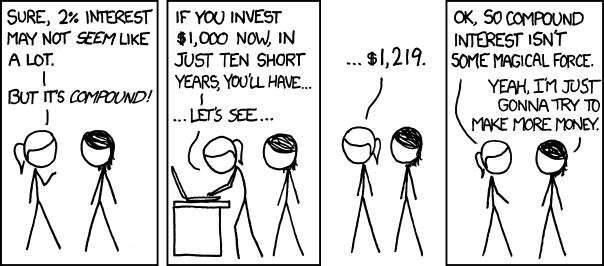 SURE, 2% INTEREST
MAY NOT SEEM LIKE
A LOT.
BUT IT'S COMPOUND!
IF YOU INVEST
$1,000 NOW, IN
JUST TEN SHORT
YEARS, YOU'LL HAVE...
...LET'S SEE...
...$1,219.
OK, SO COMPOUND
INTEREST ISN'T
SOME MAGICAL FORCE.
YEAH, I'M JUST
GONNA TRY TO
MAKE MORE MONEY.